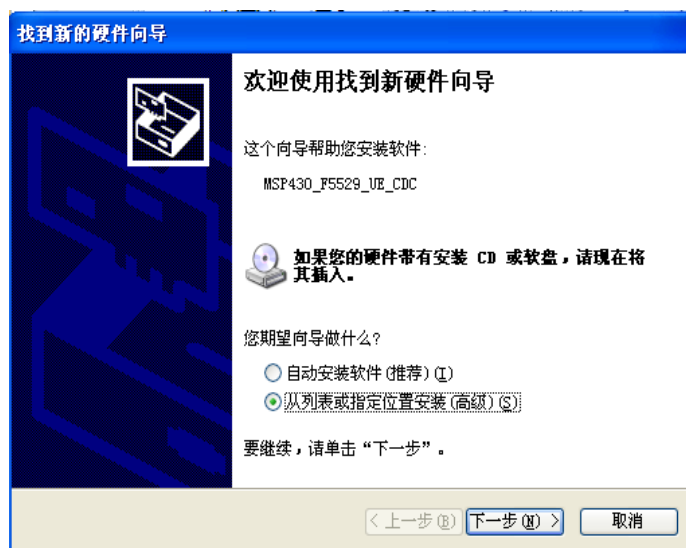 找到新的硬件向导
欢迎使用找到新硬件向导
这个向导帮助您安装软件:
MSP430_F5529_UE_CDC
如果您的硬件带有安装 CD 或软盘，请现在将
其插入。
您期望向导做什么?
自动安装软件(推荐)(I)
从列表或指定位置安装(高级)(S)
要继续，请单击“下一步”。
< 上一步(B)
下一步(N) >
取消